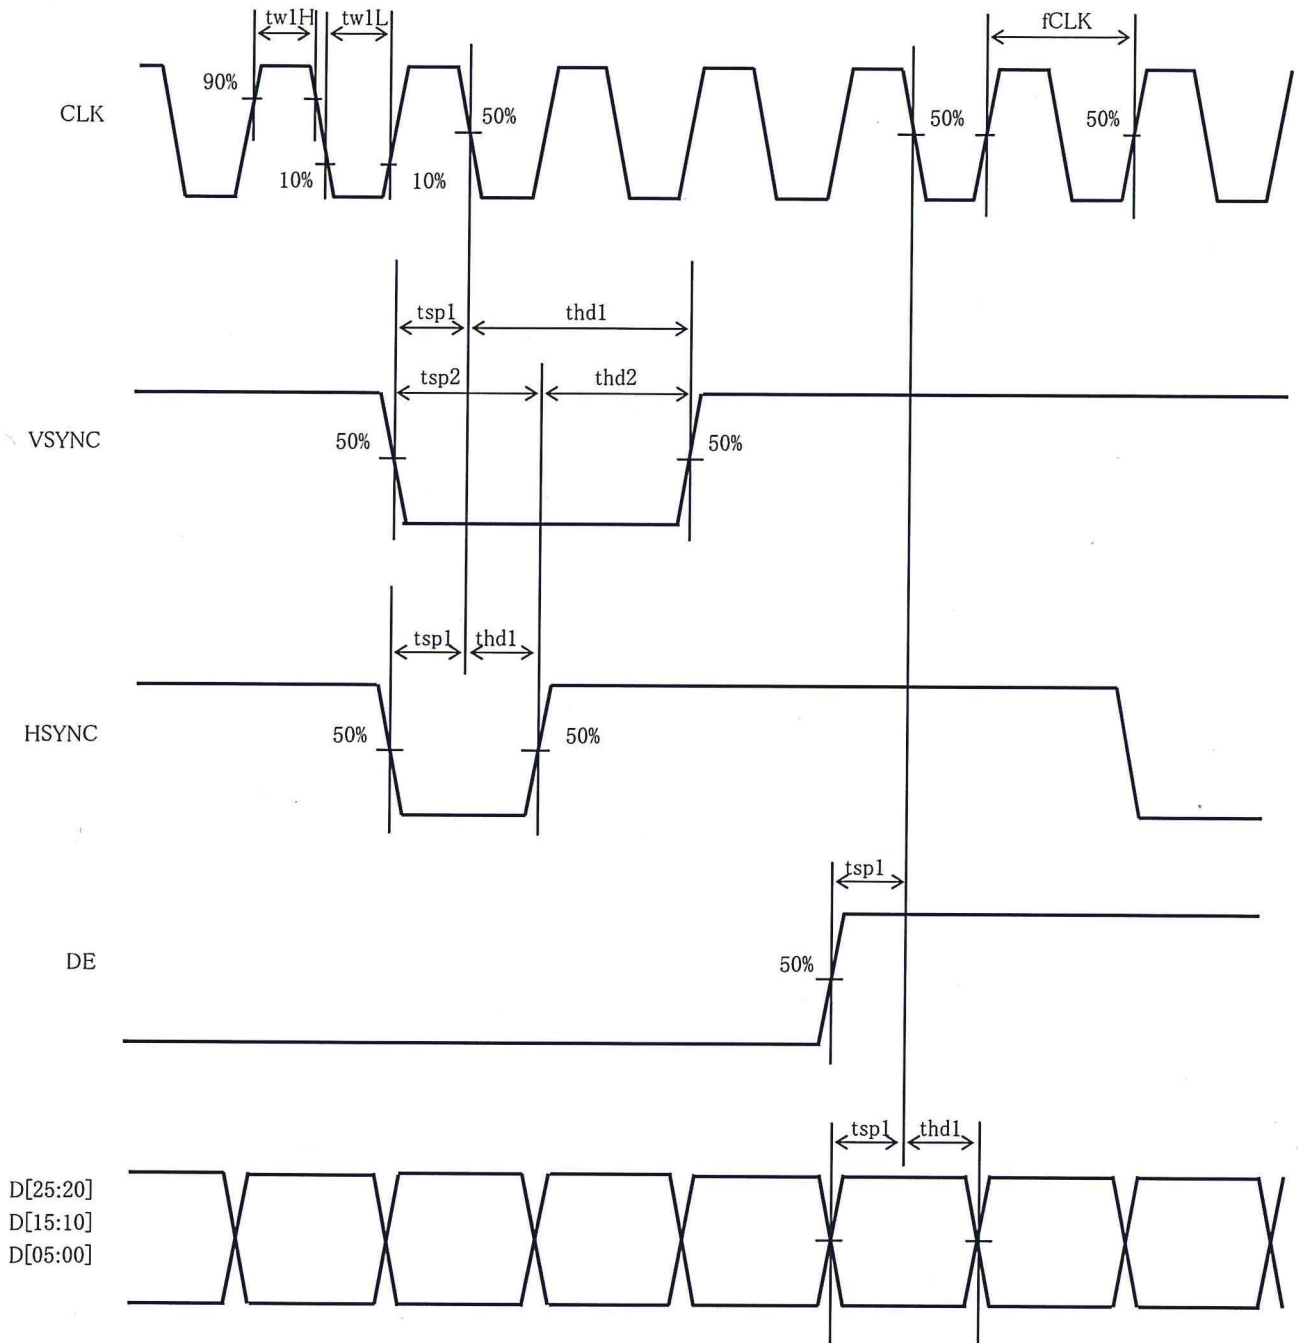 tw1H tw1L fCLK
90%
CLK 50% 50% 50%
10% 10%
tsp1 thd1
tsp2 thd2
VSYNC 50% 50%
tsp1 thd1
HSYNC 50% 50%
tsp1
DE 50%
tsp1 thd1
D[25:20]
D[15:10]
D[05:00]